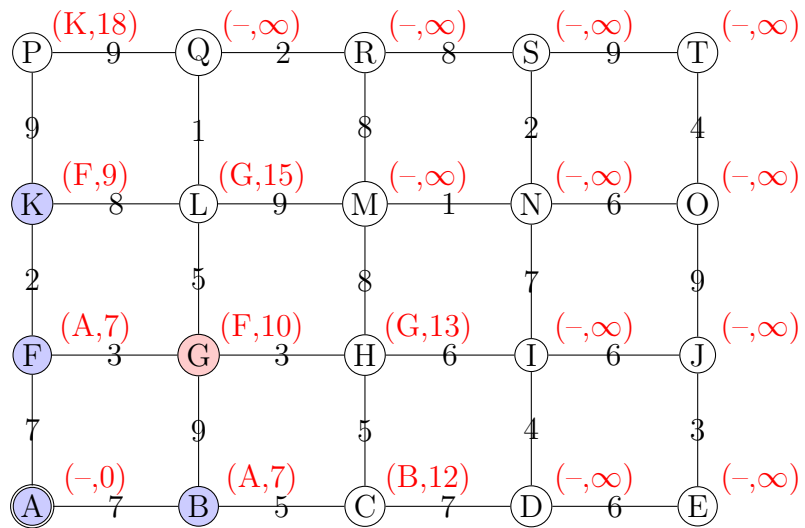 (K,18) (–,∞) (–,∞) (–,∞) (–,∞)
P 9 Q 2 R 8 S 9 T
9 1 8 2 4
(F,9) (G,15) (–,∞) (–,∞) (–,∞)
K 8 L 9 M 1 N 6 O
2 5 8 7 9
(A,7) (F,10) (G,13) (–,∞) (–,∞)
F 3 G 3 H 6 I 6 J
7 9 5 4 3
(–,0) (A,7) (B,12) (–,∞) (–,∞)
A 7 B 5 C 7 D 6 E